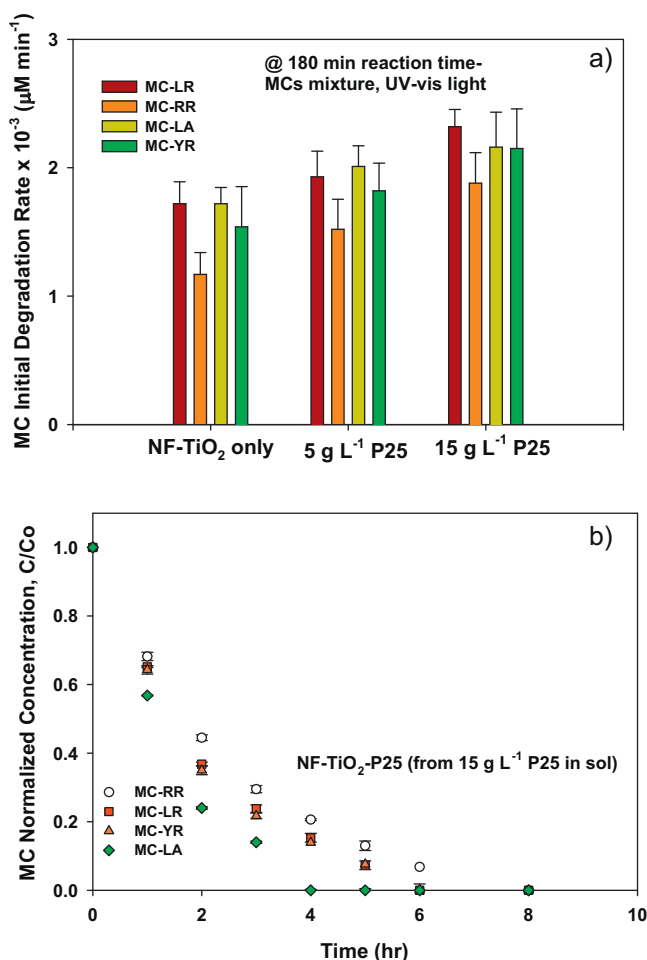 a)
@ 180 min reaction time-
MCs mixture, UV-vis light
MC-LR
MC-RR
MC-LA
MC-YR
MC Initial Degradation Rate x 10⁻³ (μM min⁻¹)
3
2
1
0
NF-TiO₂ only
5 g L⁻¹ P25
15 g L⁻¹ P25
b)
MC Normalized Concentration, C/Co
1.0
0.8
0.6
0.4
0.2
0.0
NF-TiO₂-P25 (from 15 g L⁻¹ P25 in sol)
MC-RR
MC-LR
MC-YR
MC-LA
0
2
4
6
8
10
Time (hr)